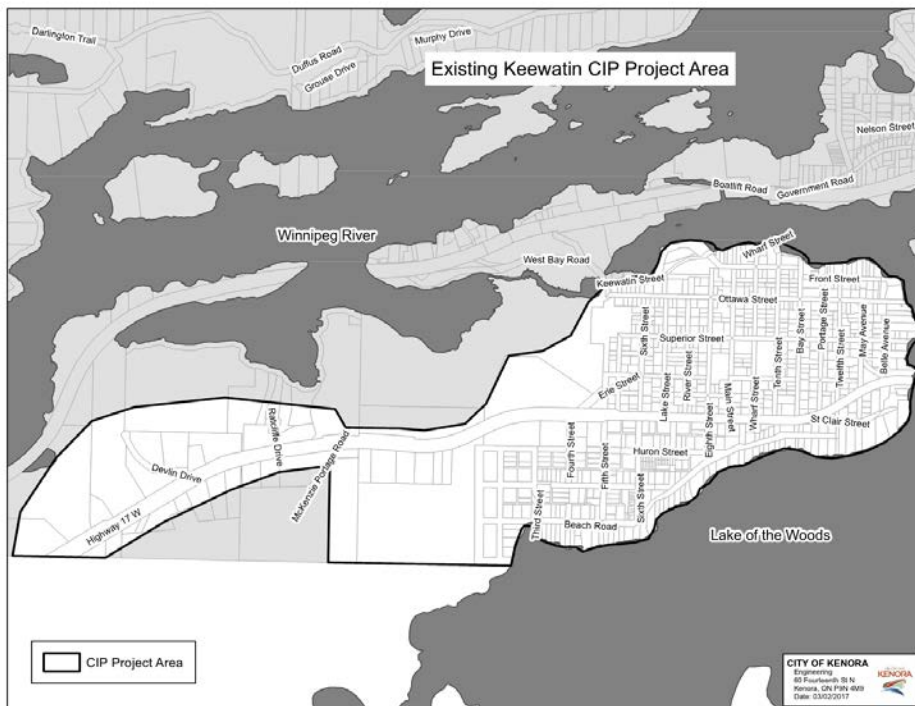 Darlington Trail
Duffus Road
Grouse Drive
Murphy Drive
Existing Keewatin CIP Project Area
Nelson Street
Boatlift Road
Government Road
Winnipeg River
West Bay Road
Wharf Street
Keewatin Street
Front Street
Ottawa Street
Sixth Street
Superior Street
Tenth Street
Bay Street
Portage Street
Twelfth Street
May Avenue
Belle Avenue
Erie Street
Lake Street
River Street
Main Street
Wharf Street
Eighth Street
St Clair Street
Ratcliffe Drive
Devlin Drive
McKenzie Portage Road
Highway 17 W
Fourth Street
Fifth Street
Huron Street
Sixth Street
Third Street
Beach Road
Lake of the Woods
CIP Project Area
CITY OF KENORA
Engineering
60 Fourteenth St N
Kenora, ON P9N 4M9
Date: 03/02/2017
KENORA